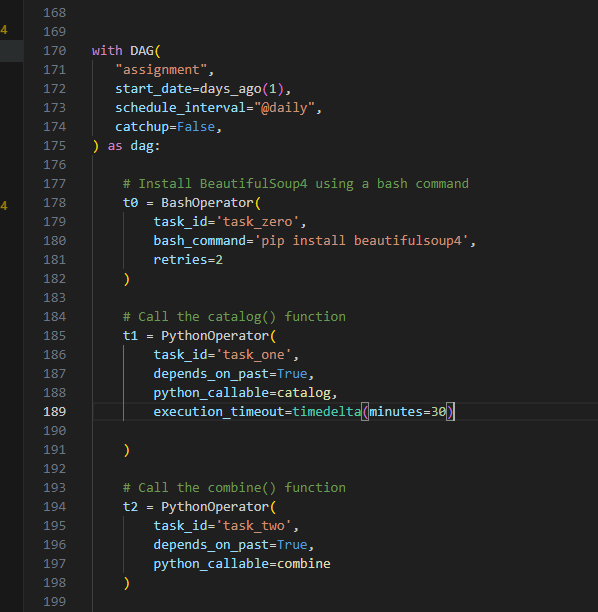 4
4
168
169
170 with DAG(
171     "assignment",
172     start_date=days_ago(1),
173     schedule_interval="@daily",
174     catchup=False,
175 ) as dag:
176
177     # Install BeautifulSoup4 using a bash command
178     t0 = BashOperator(
179         task_id='task_zero',
180         bash_command='pip install beautifulsoup4',
181         retries=2
182     )
183
184     # Call the catalog() function
185     t1 = PythonOperator(
186         task_id='task_one',
187         depends_on_past=True,
188         python_callable=catalog,
189         execution_timeout=timedelta(minutes=30)
190
191     )
192
193     # Call the combine() function
194     t2 = PythonOperator(
195         task_id='task_two',
196         depends_on_past=True,
197         python_callable=combine
198     )
199